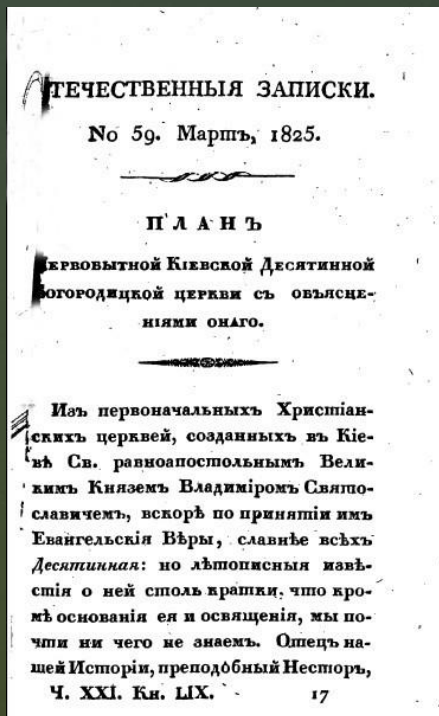 ОТЕЧЕСТВЕННЫЯ ЗАПИСКИ.
No 59. Мартъ, 1825.
ПЛАНЪ
ПЕРВОБЫТНОЙ КІЕВСКОЙ ДЕСЯТИННОЙ
БОГОРОДИЦКОЙ ЦЕРКВИ СЪ ОБЪЯСНЕ-
НІЯМИ ОНАГО.
Изъ первоначальныхъ Христіан-
скихъ церквей, созданныхъ въ Кіе-
вѣ Св. равноапостольнымъ Вели-
кимъ Княземъ Владиміромъ Свято-
славичемъ, вскорѣ по принятіи имъ
Евангельскія Вѣры, славнѣе всѣхъ
Десятинная: но лѣтописныя извѣ-
стія о ней столь кратки, что кро-
мѣ основанія ея и освященія, мы по-
чти ни чего не знаемъ. Отецъ на-
шей Исторіи, преподобный Несторъ,
Ч. XXI. Кн. LIX. 17